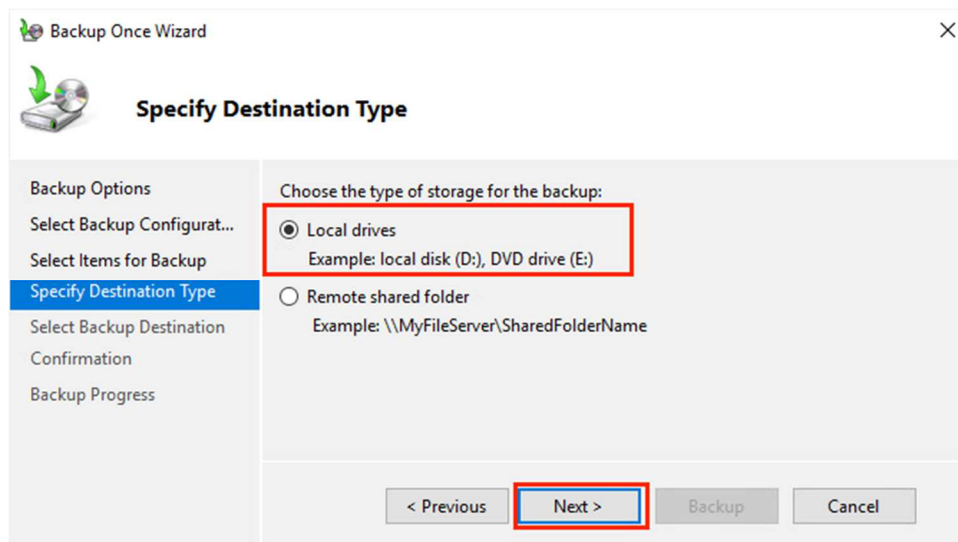 Backup Once Wizard
Specify Destination Type
Backup Options
Select Backup Configurat...
Select Items for Backup
Specify Destination Type
Select Backup Destination
Confirmation
Backup Progress
Choose the type of storage for the backup:
Local drives
Example: local disk (D:), DVD drive (E:)
Remote shared folder
Example: \\MyFileServer\SharedFolderName
< Previous
Next >
Backup
Cancel